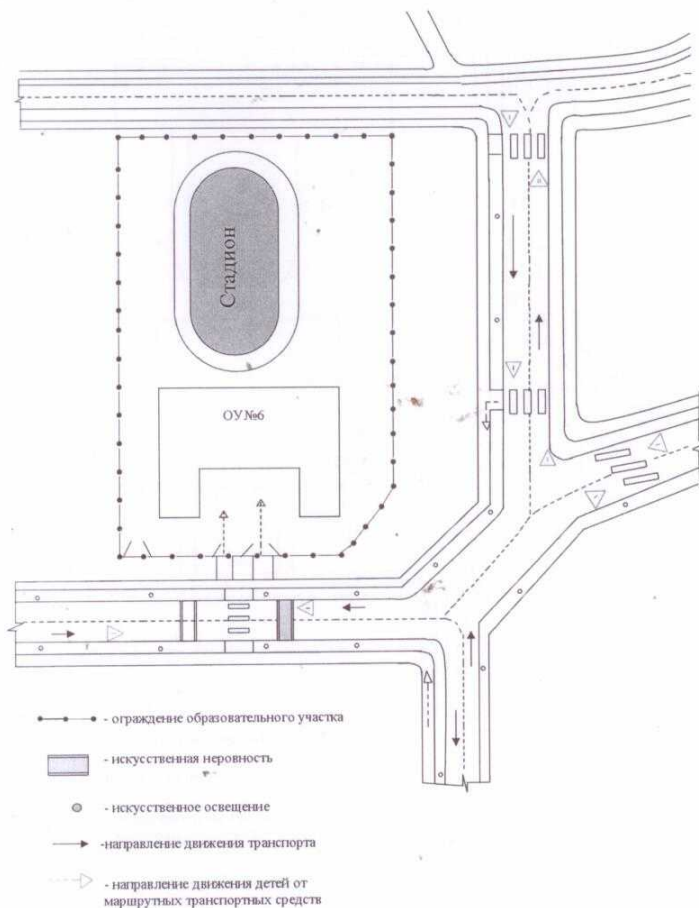 Стадион
ОУ№6
- ограждение образовательного участка
- искусственная неровность
- искусственное освещение
-направление движения транспорта
- направление движения детей от
маршрутных транспортных средств